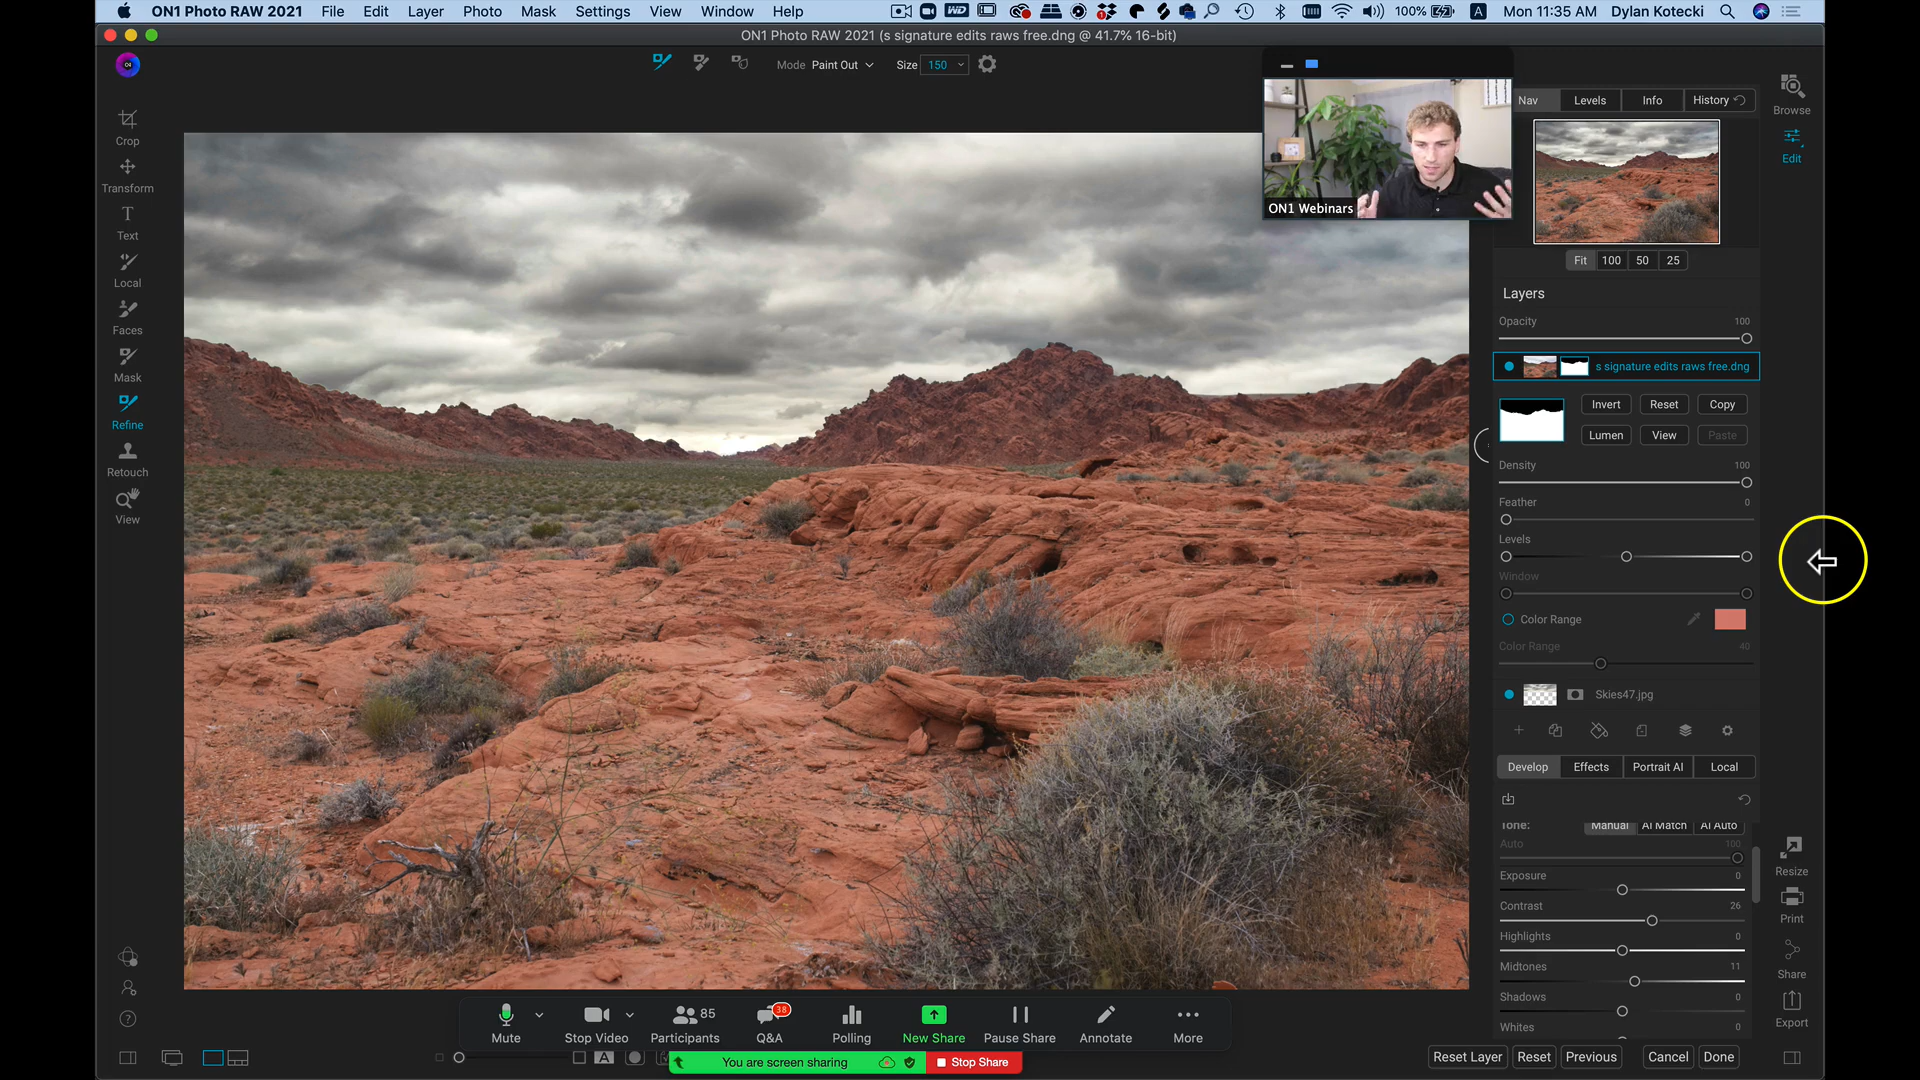 ON1 Photo RAW 2021 File Edit Layer Photo Mask Settings View Window Help 100% A Mon 11:35 AM Dylan Kotecki
ON1 Photo RAW 2021 (s signature edits raws free.dng @ 41.7% 16-bit)
Mode Paint Out Size 150
Crop
Transform
Text
Local
Faces
Mask
Refine
Retouch
View
ON1 Webinars
Nav Levels Info History
Fit 100 50 25
Layers
Opacity 100
s signature edits raws free.dng
Invert Reset Copy
Lumen View Paste
Density 100
Feather 0
Levels
Window
Color Range
Color Range 40
Skies47.jpg
Develop Effects Portrait AI Local
Tone: Manual AI Match AI Auto
Auto 100
Exposure 0
Contrast 26
Highlights 0
Midtones 11
Shadows 0
Whites 0
Browse
Edit
Resize
Print
Share
Export
Mute Stop Video Participants 85 Q&A 38 Polling New Share Pause Share Annotate More
You are screen sharing Stop Share
A
Reset Layer Reset Previous Cancel Done